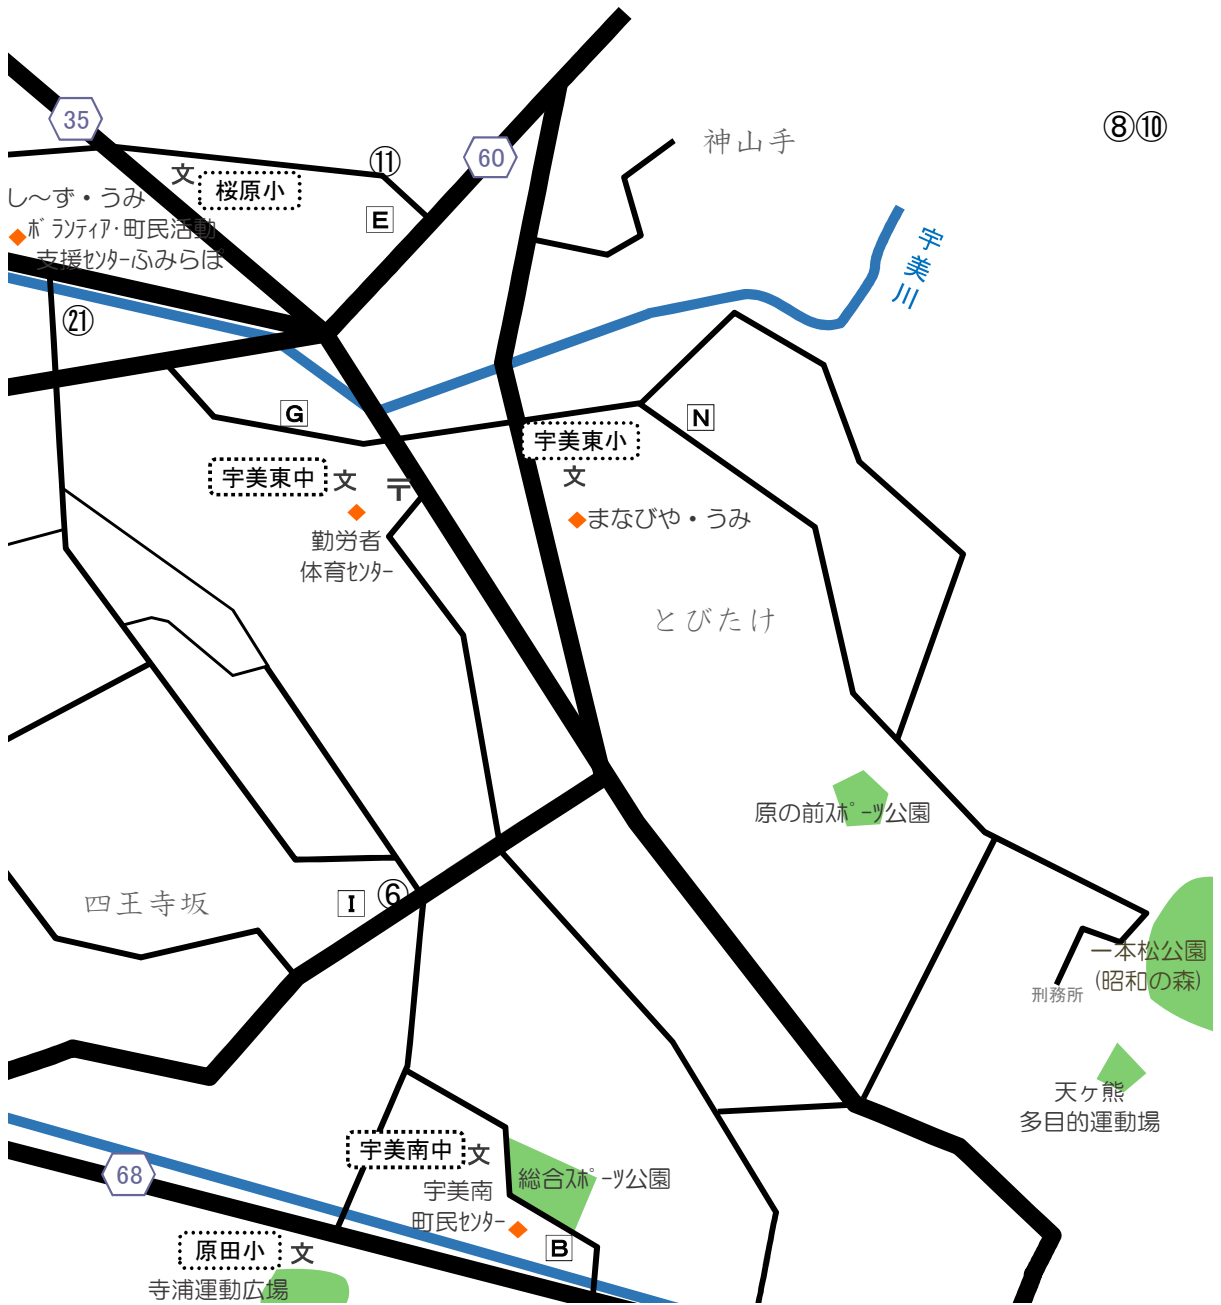 35
60
⑧⑩
神山手
⑪
文
桜原小
E
し～ず・うみ
ボランティア・町民活動
支援センターふみらぼ
宇美川
㉑
G
N
宇美東小
文
宇美東中
文
〒
まなびや・うみ
勤労者
体育センター
とびたけ
原の前スポーツ公園
四王寺坂
I
⑥
一本松公園
(昭和の森)
刑務所
天ヶ熊
多目的運動場
宇美南中
文
68
総合スポーツ公園
宇美南
町民センター
B
原田小
文
寺浦運動広場